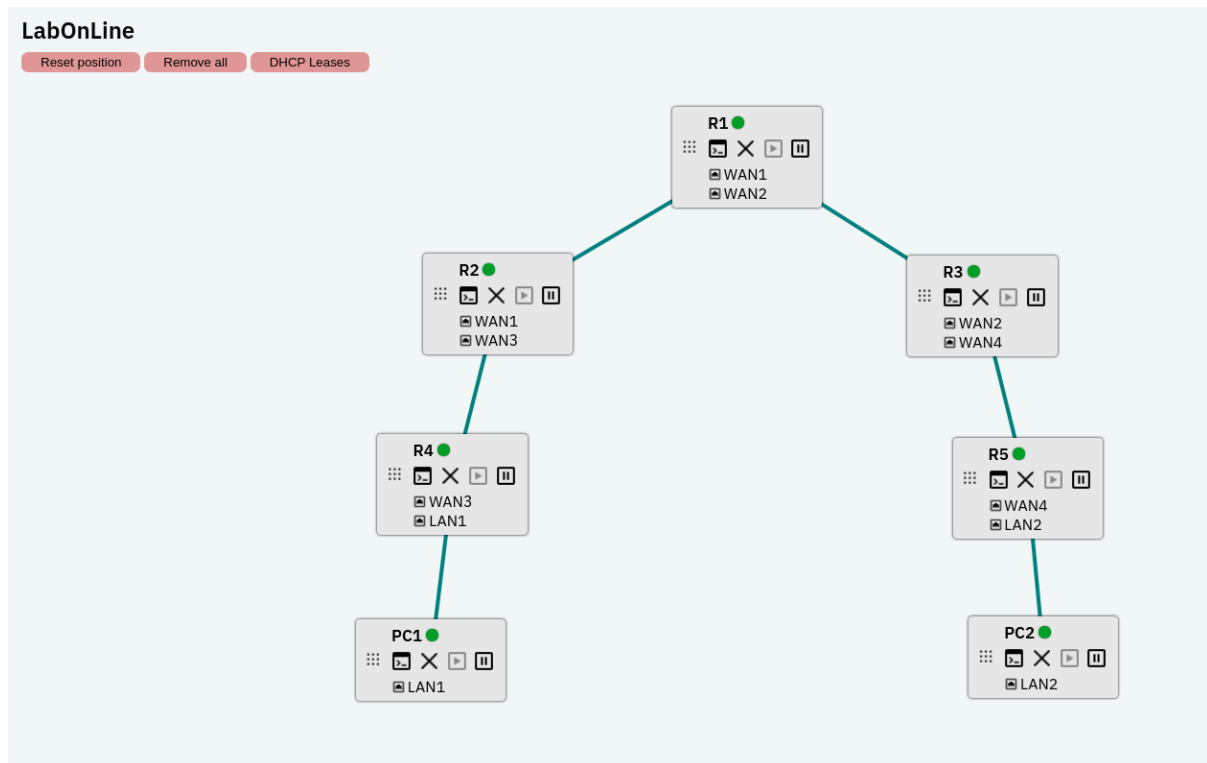 LabOnLine
Reset position Remove all DHCP Leases
R1
WAN1
WAN2
R2
WAN1
WAN3
R3
WAN2
WAN4
R4
WAN3
LAN1
R5
WAN4
LAN2
PC1
LAN1
PC2
LAN2